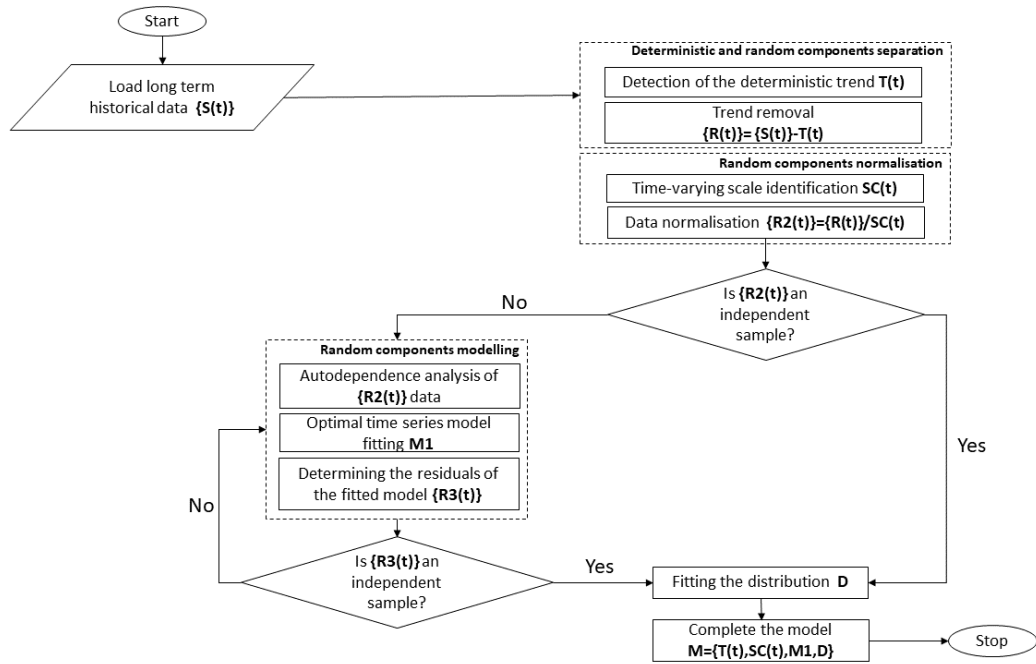 Start
Load long term
historical data {S(t)}
Deterministic and random components separation
Detection of the deterministic trend T(t)
Trend removal
{R(t)}= {S(t)}-T(t)
Random components normalisation
Time-varying scale identification SC(t)
Data normalisation {R2(t)}={R(t)}/SC(t)
Is {R2(t)} an
independent
sample?
No
Yes
Random components modelling
Autodependence analysis of
{R2(t)} data
Optimal time series model
fitting M1
Determining the residuals of
the fitted model {R3(t)}
No
Is {R3(t)} an
independent
sample?
Yes
Fitting the distribution D
Complete the model
M={T(t),SC(t),M1,D}
Stop